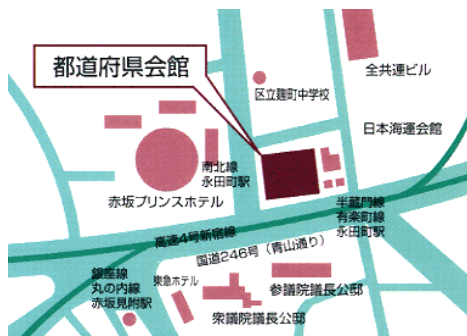 全共連ビル
都道府県会館
区立麹町中学校
日本海運会館
南北線
永田町駅
赤坂プリンスホテル
半蔵門線
有楽町線
永田町駅
高速4号新宿線
国道246号（青山通り）
銀座線
丸の内線
赤坂見附駅
東急ホテル
参議院議長公邸
衆議院議長公邸